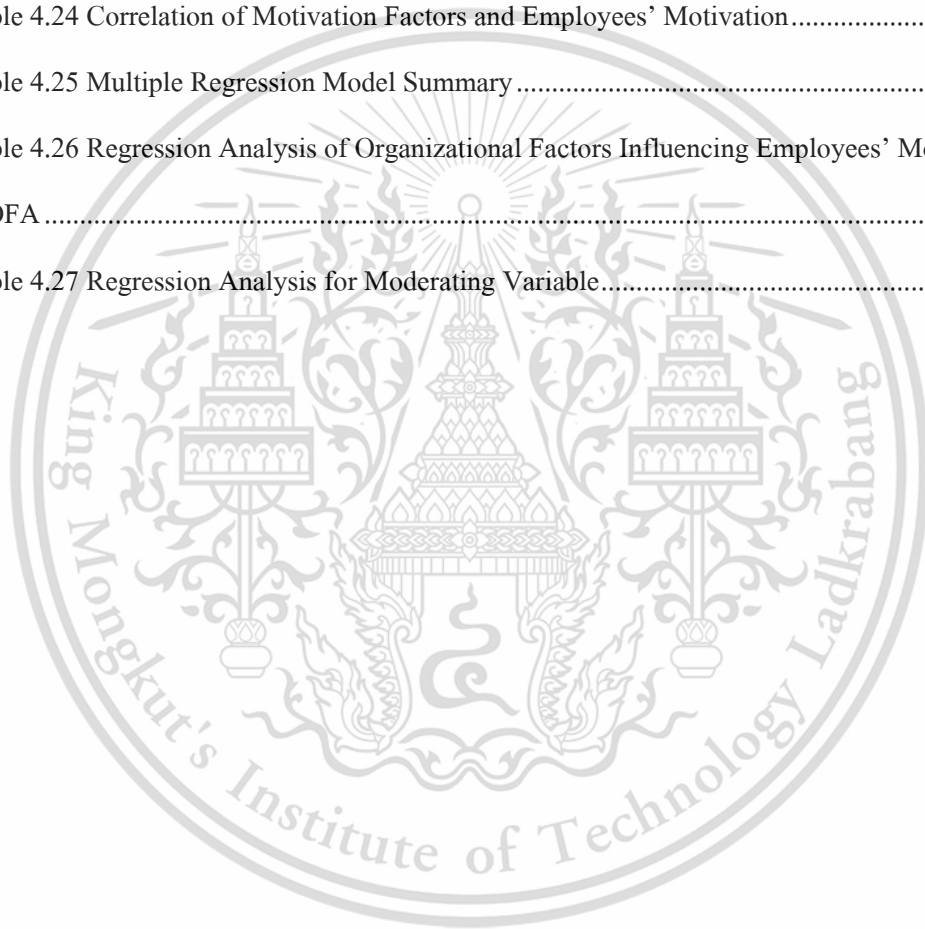 ble 4.24 Correlation of Motivation Factors and Employees’ Motivation
ble 4.25 Multiple Regression Model Summary
ble 4.26 Regression Analysis of Organizational Factors Influencing Employees’ Mo
OFA
ble 4.27 Regression Analysis for Moderating Variable
King Mongkut's Institute of Technology Ladkrabang